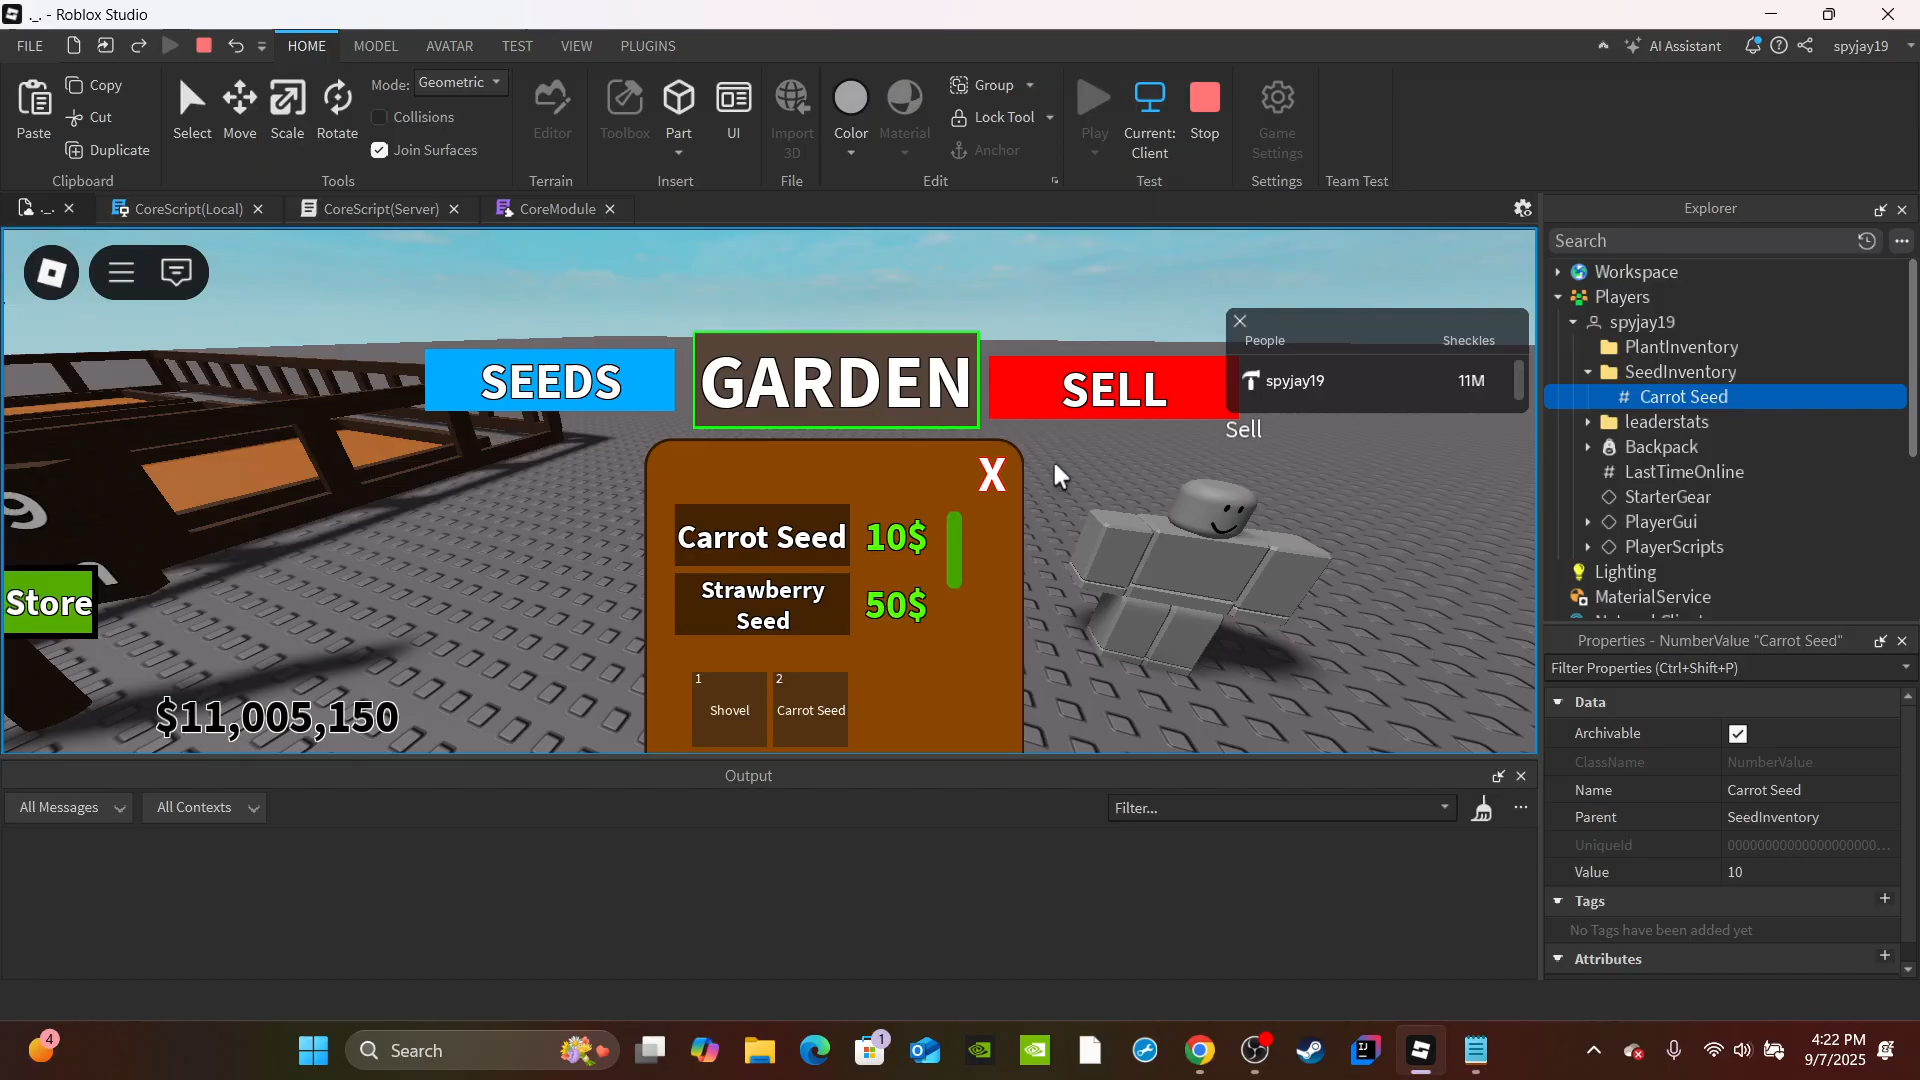 ._. - Roblox Studio
FILE
HOME
MODEL
AVATAR
TEST
VIEW
PLUGINS
AI Assistant
spyjay19
Paste
Copy
Cut
Duplicate
Clipboard
Select
Move
Scale
Rotate
Mode:
Geometric
Collisions
Join Surfaces
Tools
Editor
Terrain
Toolbox
Part
UI
Insert
Import
3D
File
Color
Material
Group
Lock Tool
Anchor
Edit
Play
Current:
Client
Stop
Test
Game
Settings
Settings
Team Test
._.
CoreScript(Local)
CoreScript(Server)
CoreModule
SEEDS
GARDEN
SELL
People
Sheckles
spyjay19
11M
Sell
X
Carrot Seed
10$
Strawberry
Seed
50$
Store
1
Shovel
2
Carrot Seed
$11,005,150
Output
All Messages
All Contexts
Filter...
Explorer
Search
Workspace
Players
spyjay19
PlantInventory
SeedInventory
Carrot Seed
leaderstats
Backpack
LastTimeOnline
StarterGear
PlayerGui
PlayerScripts
Lighting
MaterialService
Properties - NumberValue "Carrot Seed"
Filter Properties (Ctrl+Shift+P)
Data
Archivable
ClassName
NumberValue
Name
Carrot Seed
Parent
SeedInventory
UniqueId
00000000000000000000...
Value
10
Tags
No Tags have been added yet
Attributes
4
Search
1
4:22 PM
9/7/2025